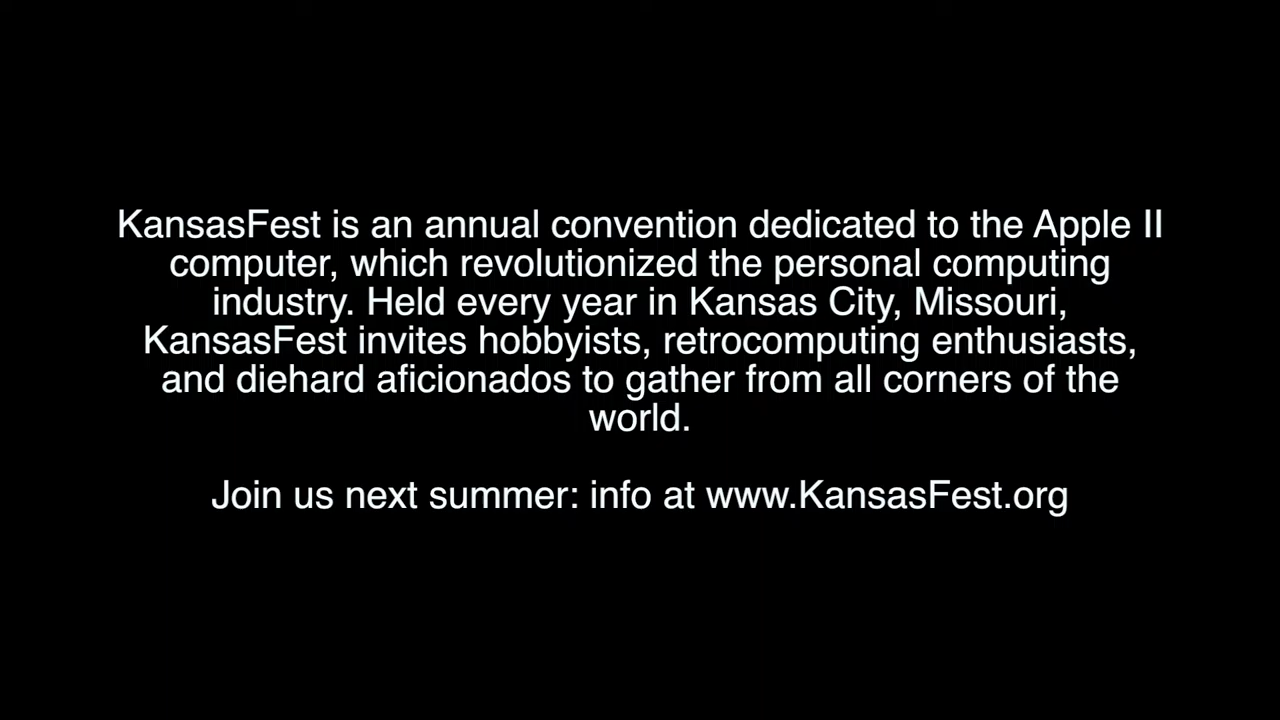 KansasFest is an annual convention dedicated to the Apple II
computer, which revolutionized the personal computing
industry. Held every year in Kansas City, Missouri,
KansasFest invites hobbyists, retrocomputing enthusiasts,
and diehard aficionados to gather from all corners of the
world.
Join us next summer: info at www.KansasFest.org